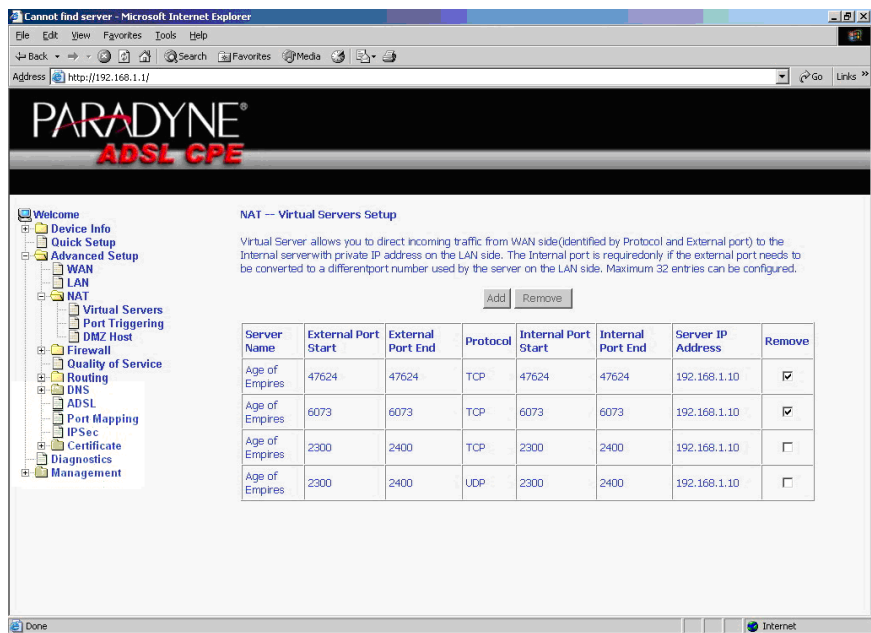 Cannot find server - Microsoft Internet Explorer
File Edit View Favorites Tools Help
Back Search Favorites Media
Address http://192.168.1.1/ Go Links »
PARADYNE®
ADSL CPE
Welcome
Device Info
Quick Setup
Advanced Setup
WAN
LAN
NAT
Virtual Servers
Port Triggering
DMZ Host
Firewall
Quality of Service
Routing
DNS
ADSL
Port Mapping
IPSec
Certificate
Diagnostics
Management
NAT -- Virtual Servers Setup
Virtual Server allows you to direct incoming traffic from WAN side(identified by Protocol and External port) to the
Internal serverwith private IP address on the LAN side. The Internal port is requiredonly if the external port needs to
be converted to a differentport number used by the server on the LAN side. Maximum 32 entries can be configured.
Add Remove
Server Name External Port Start External Port End Protocol Internal Port Start Internal Port End Server IP Address Remove
Age of Empires 47624 47624 TCP 47624 47624 192.168.1.10
Age of Empires 6073 6073 TCP 6073 6073 192.168.1.10
Age of Empires 2300 2400 TCP 2300 2400 192.168.1.10
Age of Empires 2300 2400 UDP 2300 2400 192.168.1.10
Done Internet